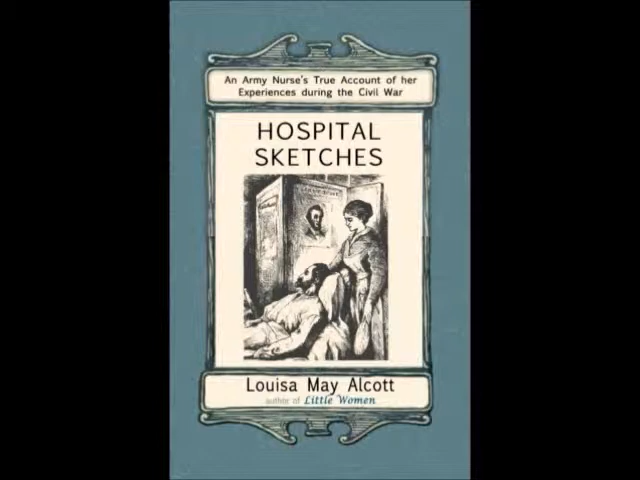 An Army Nurse's True Account of her
Experiences during the Civil War
HOSPITAL
SKETCHES
Louisa May Alcott
author of Little Women